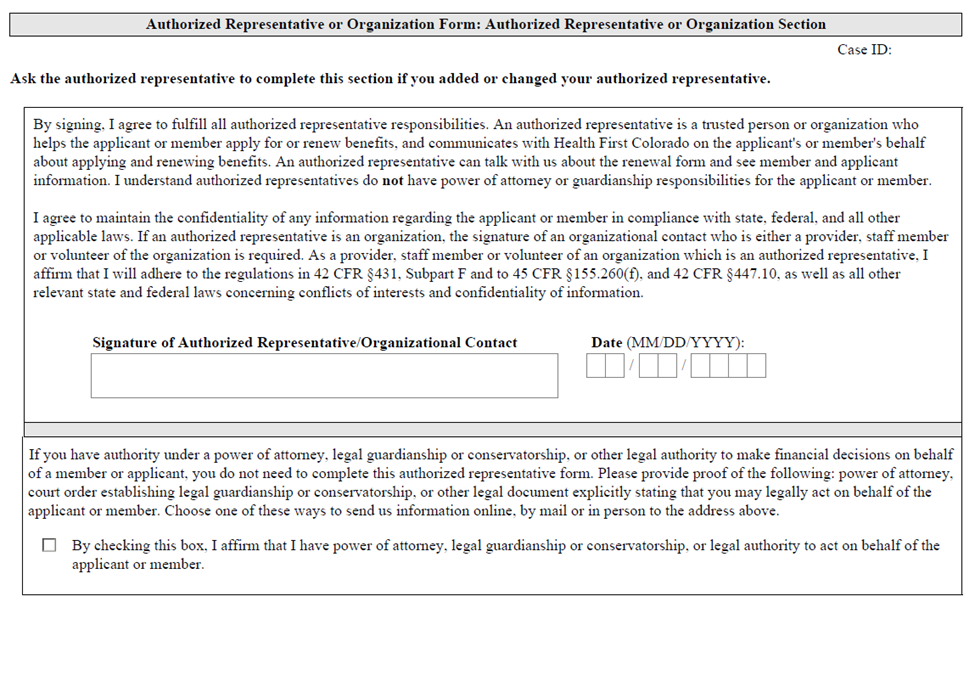 Authorized Representative or Organization Form: Authorized Representative or Organization Section
Case ID:
Ask the authorized representative to complete this section if you added or changed your authorized representative.
By signing, I agree to fulfill all authorized representative responsibilities. An authorized representative is a trusted person or organization who
helps the applicant or member apply for or renew benefits, and communicates with Health First Colorado on the applicant's or member's behalf
about applying and renewing benefits. An authorized representative can talk with us about the renewal form and see member and applicant
information. I understand authorized representatives do not have power of attorney or guardianship responsibilities for the applicant or member.
I agree to maintain the confidentiality of any information regarding the applicant or member in compliance with state, federal, and all other
applicable laws. If an authorized representative is an organization, the signature of an organizational contact who is either a provider, staff member
or volunteer of the organization is required. As a provider, staff member or volunteer of an organization which is an authorized representative, I
affirm that I will adhere to the regulations in 42 CFR §431, Subpart F and to 45 CFR §155.260(f), and 42 CFR §447.10, as well as all other
relevant state and federal laws concerning conflicts of interests and confidentiality of information.
Signature of Authorized Representative/Organizational Contact
Date (MM/DD/YYYY):
/ /
If you have authority under a power of attorney, legal guardianship or conservatorship, or other legal authority to make financial decisions on behalf
of a member or applicant, you do not need to complete this authorized representative form. Please provide proof of the following: power of attorney,
court order establishing legal guardianship or conservatorship, or other legal document explicitly stating that you may legally act on behalf of the
applicant or member. Choose one of these ways to send us information online, by mail or in person to the address above.
By checking this box, I affirm that I have power of attorney, legal guardianship or conservatorship, or legal authority to act on behalf of the
applicant or member.